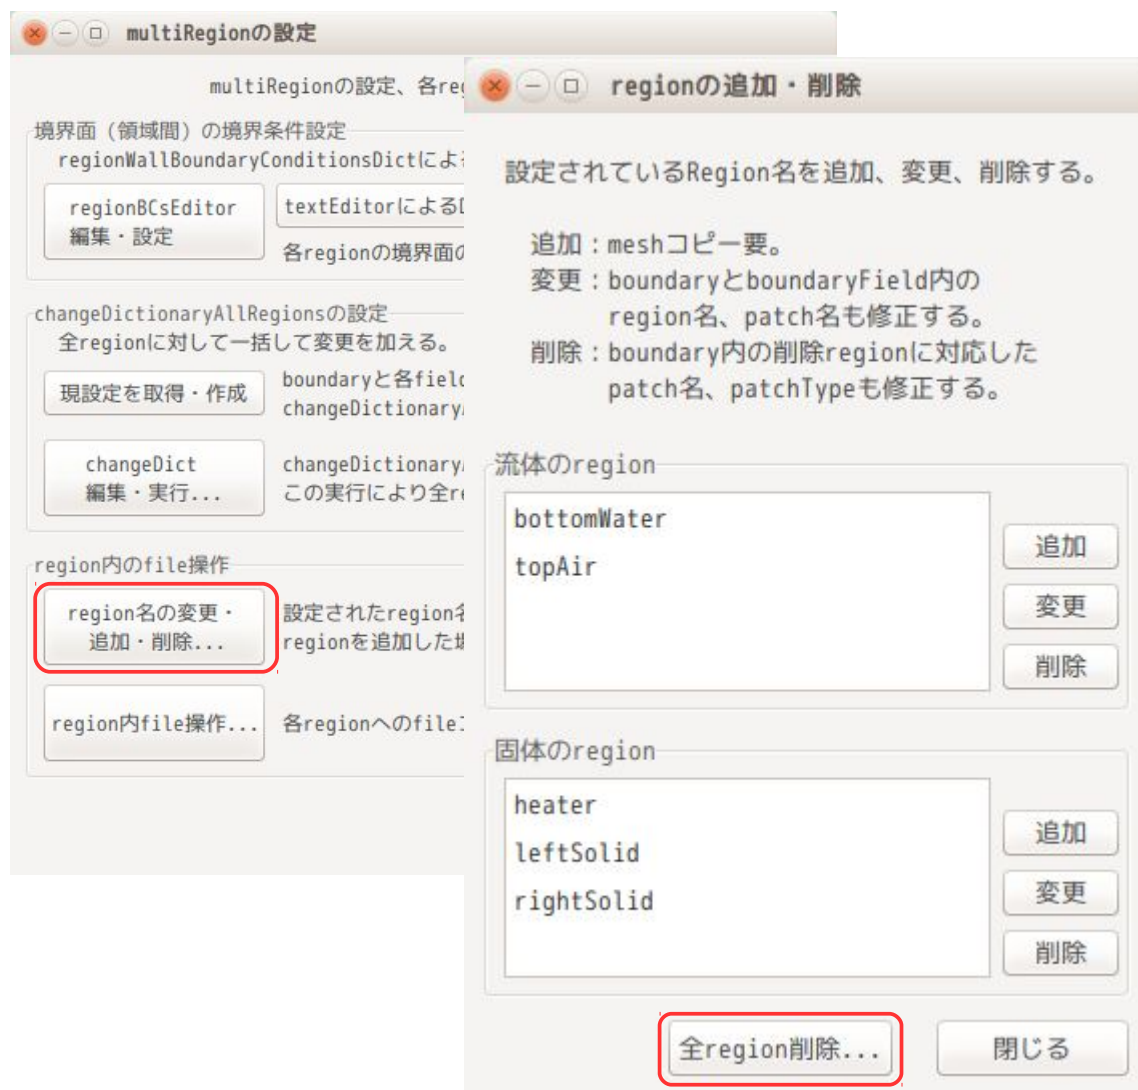 multiRegionの設定
multiRegionの設定、各reg
境界面（領域間）の境界条件設定
regionWallBoundaryConditionsDictによる
regionBCsEditor
編集・設定
textEditorによるD
各regionの境界面の
changeDictionaryAllRegionsの設定
全regionに対して一括して変更を加える。
現設定を取得・作成
boundaryと各field
changeDictionaryA
changeDict
編集・実行...
changeDictionaryA
この実行により全re
region内のfile操作
region名の変更・
追加・削除...
設定されたregion名
regionを追加した場
region内file操作...
各regionへのfileコ
regionの追加・削除
設定されているRegion名を追加、変更、削除する。
追加：meshコピー要。
変更：boundaryとboundaryField内の
region名、patch名も修正する。
削除：boundary内の削除regionに対応した
patch名、patchTypeも修正する。
流体のregion
bottomWater
topAir
追加
変更
削除
固体のregion
heater
leftSolid
rightSolid
追加
変更
削除
全region削除...
閉じる